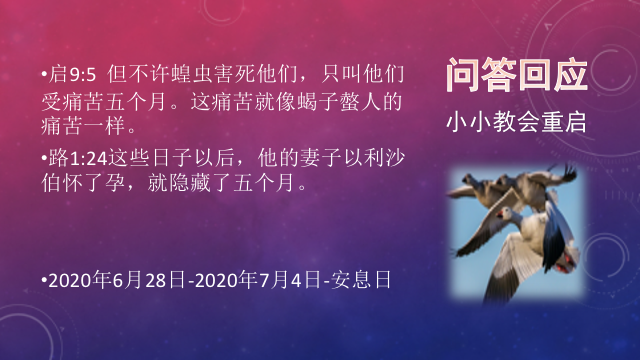 •启9:5 但不许蝗虫害死他们，只叫他们
受痛苦五个月。这痛苦就像蝎子螫人的
痛苦一样。
•路1:24这些日子以后，他的妻子以利沙
伯怀了孕，就隐藏了五个月。
•2020年6月28日-2020年7月4日-安息日
问答回应
小小教会重启